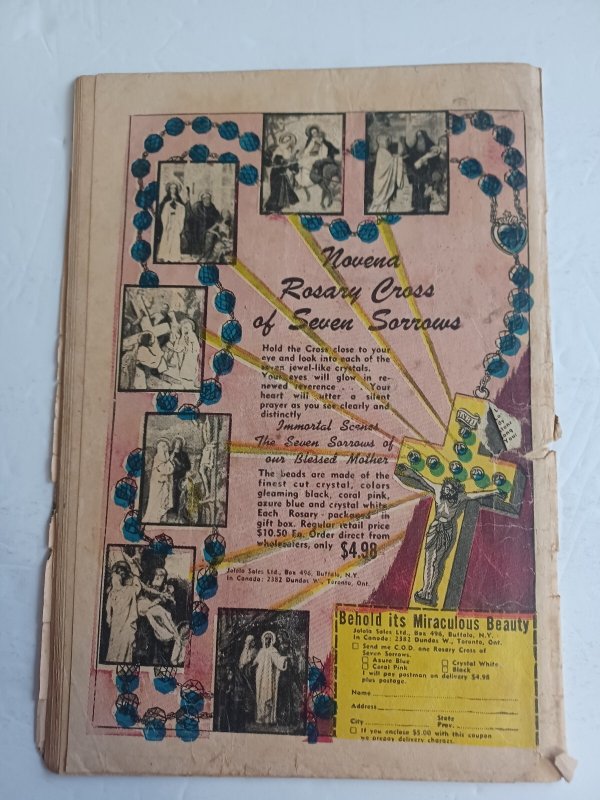 Novena
Rosary Cross
of Seven Sorrows
Hold the Cross close to your
eye and look into each of the
seven jewel-like crystals.
Your eyes will glow in re-
newed reverence . . . Your
heart will utter a silent
prayer as you see clearly and
distinctly
Immortal Scenes
The Seven Sorrows of
our Blessed Mother
The beads are made of the
finest cut crystal, colors
gleaming black, coral pink,
azure blue and crystal white.
Each Rosary packaged in
gift box. Regular retail price
$10.50 Ea. Order direct from
wholesalers, only $4.98
Jololo Sales Ltd., Box 496, Buffalo, N.Y.
In Canada: 2382 Dundas W., Toronto, Ont.
INRI
Behold its Miraculous Beauty
Jololo Sales Ltd., Box 496, Buffalo, N.Y.
In Canada: 2382 Dundas W., Toronto, Ont.
Send me C.O.D. one Rosary Cross of
Seven Sorrows.
Azure Blue Crystal White
Coral Pink Black
I will pay postman on delivery $4.98
plus postage.
Name
Address
City State Prov.
If you enclose $5.00 with this coupon
we prepay delivery charges.